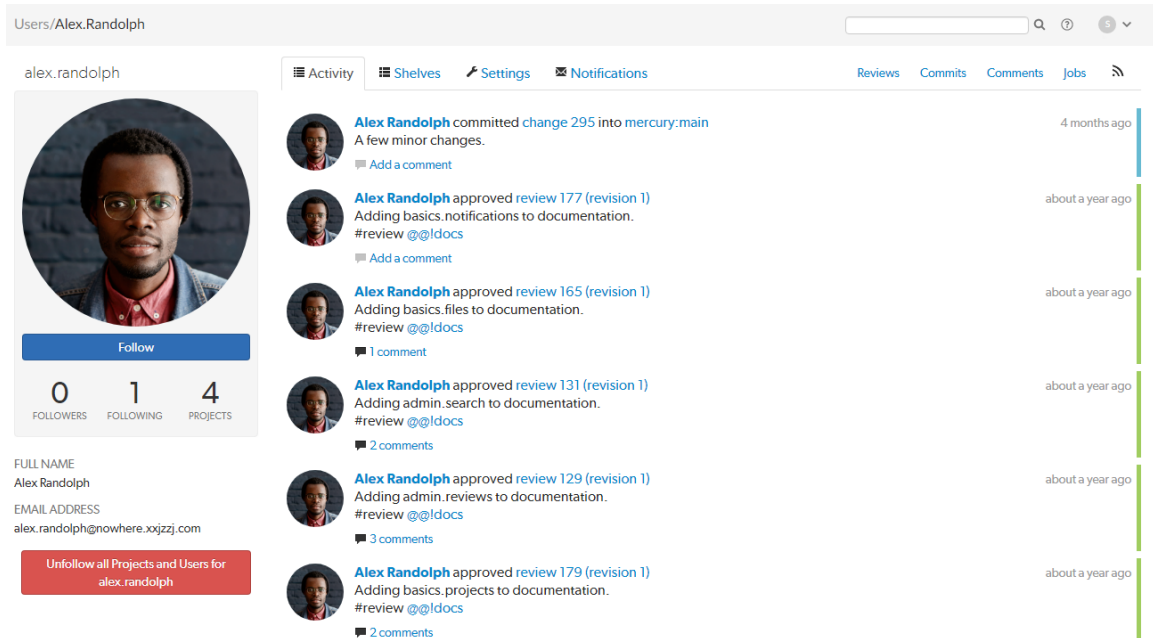 Users/Alex.Randolph
S
alex.randolph
Activity
Shelves
Settings
Notifications
Reviews
Commits
Comments
Jobs
Follow
0
1
4
FOLLOWERS
FOLLOWING
PROJECTS
FULL NAME
Alex Randolph
EMAIL ADDRESS
alex.randolph@nowhere.xxjzzj.com
Unfollow all Projects and Users for
alex.randolph
Alex Randolph committed change 295 into mercury:main
4 months ago
A few minor changes.
Add a comment
Alex Randolph approved review 177 (revision 1)
about a year ago
Adding basics.notifications to documentation.
#review @@!docs
Add a comment
Alex Randolph approved review 165 (revision 1)
about a year ago
Adding basics.files to documentation.
#review @@!docs
1 comment
Alex Randolph approved review 131 (revision 1)
about a year ago
Adding admin.search to documentation.
#review @@!docs
2 comments
Alex Randolph approved review 129 (revision 1)
about a year ago
Adding admin.reviews to documentation.
#review @@!docs
3 comments
Alex Randolph approved review 179 (revision 1)
about a year ago
Adding basics.projects to documentation.
#review @@!docs
2 comments